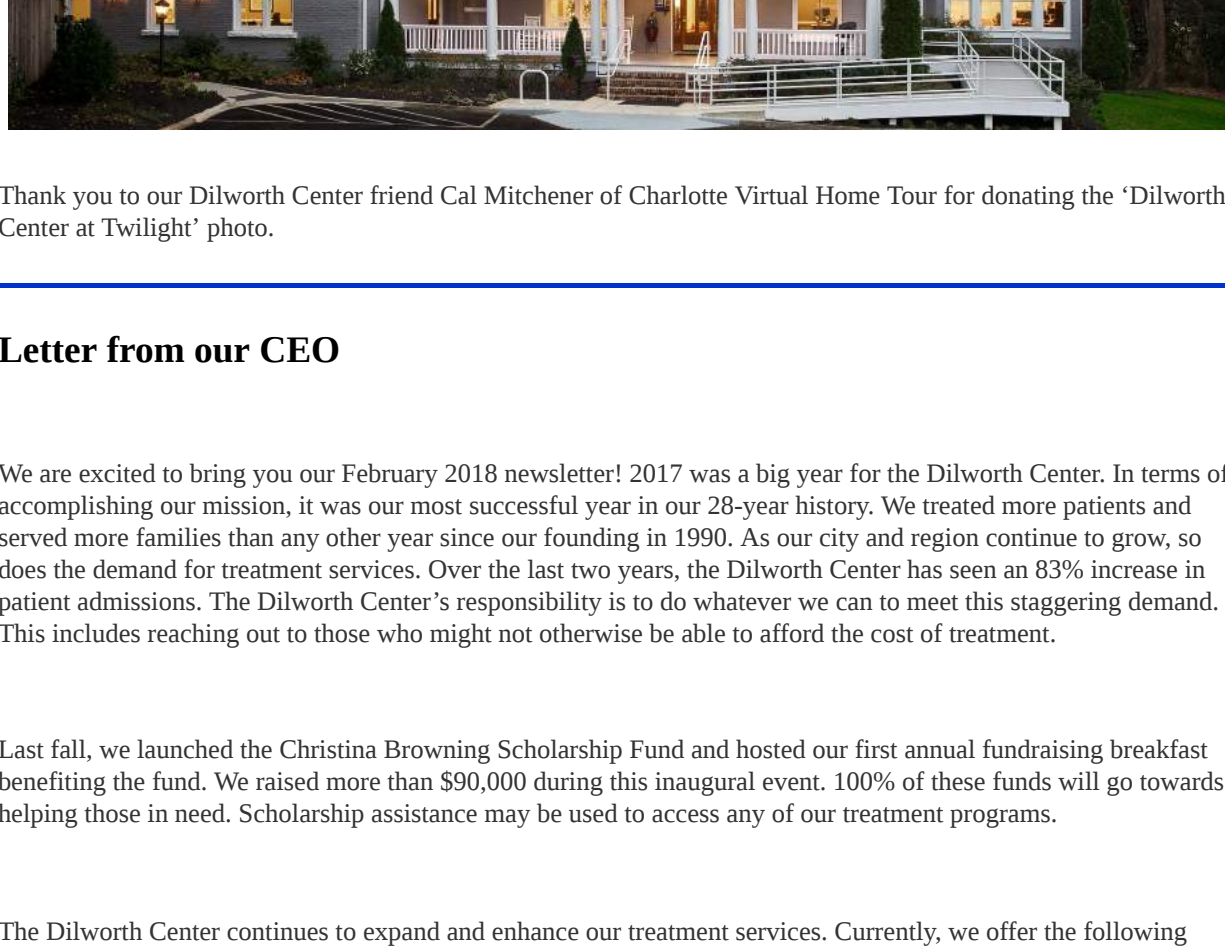 Thank you to our Dilworth Center friend Cal Mitchener of Charlotte Virtual Home Tour for donating the ‘Dilworth
Center at Twilight’ photo.
Letter from our CEO
We are excited to bring you our February 2018 newsletter! 2017 was a big year for the Dilworth Center. In terms of
accomplishing our mission, it was our most successful year in our 28-year history. We treated more patients and
served more families than any other year since our founding in 1990. As our city and region continue to grow, so
does the demand for treatment services. Over the last two years, the Dilworth Center has seen an 83% increase in
patient admissions. The Dilworth Center’s responsibility is to do whatever we can to meet this staggering demand.
This includes reaching out to those who might not otherwise be able to afford the cost of treatment.
Last fall, we launched the Christina Browning Scholarship Fund and hosted our first annual fundraising breakfast
benefiting the fund. We raised more than $90,000 during this inaugural event. 100% of these funds will go towards
helping those in need. Scholarship assistance may be used to access any of our treatment programs.
The Dilworth Center continues to expand and enhance our treatment services. Currently, we offer the following